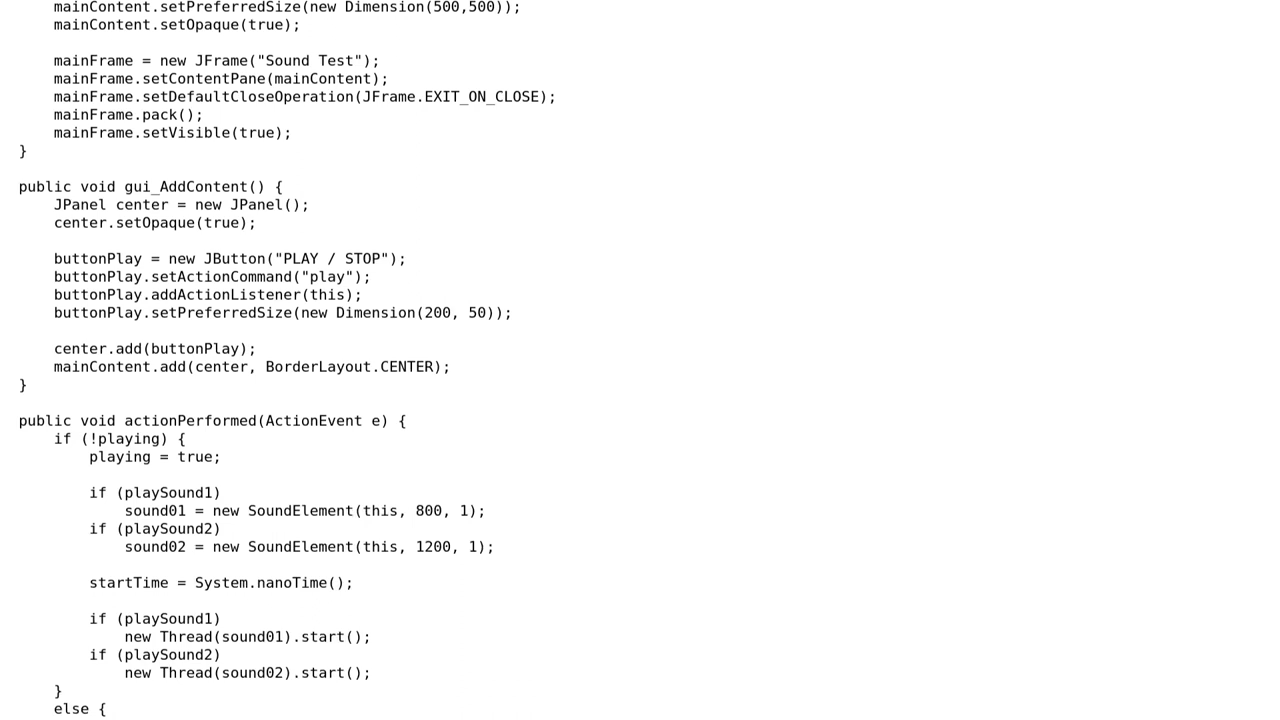 mainContent.setPreferredSize(new Dimension(500,500));
mainContent.setOpaque(true);
mainFrame = new JFrame("Sound Test");
mainFrame.setContentPane(mainContent);
mainFrame.setDefaultCloseOperation(JFrame.EXIT_ON_CLOSE);
mainFrame.pack();
mainFrame.setVisible(true);
}
public void gui_AddContent() {
JPanel center = new JPanel();
center.setOpaque(true);
buttonPlay = new JButton("PLAY / STOP");
buttonPlay.setActionCommand("play");
buttonPlay.addActionListener(this);
buttonPlay.setPreferredSize(new Dimension(200, 50));
center.add(buttonPlay);
mainContent.add(center, BorderLayout.CENTER);
}
public void actionPerformed(ActionEvent e) {
if (!playing) {
playing = true;
if (playSound1)
sound01 = new SoundElement(this, 800, 1);
if (playSound2)
sound02 = new SoundElement(this, 1200, 1);
startTime = System.nanoTime();
if (playSound1)
new Thread(sound01).start();
if (playSound2)
new Thread(sound02).start();
}
else {